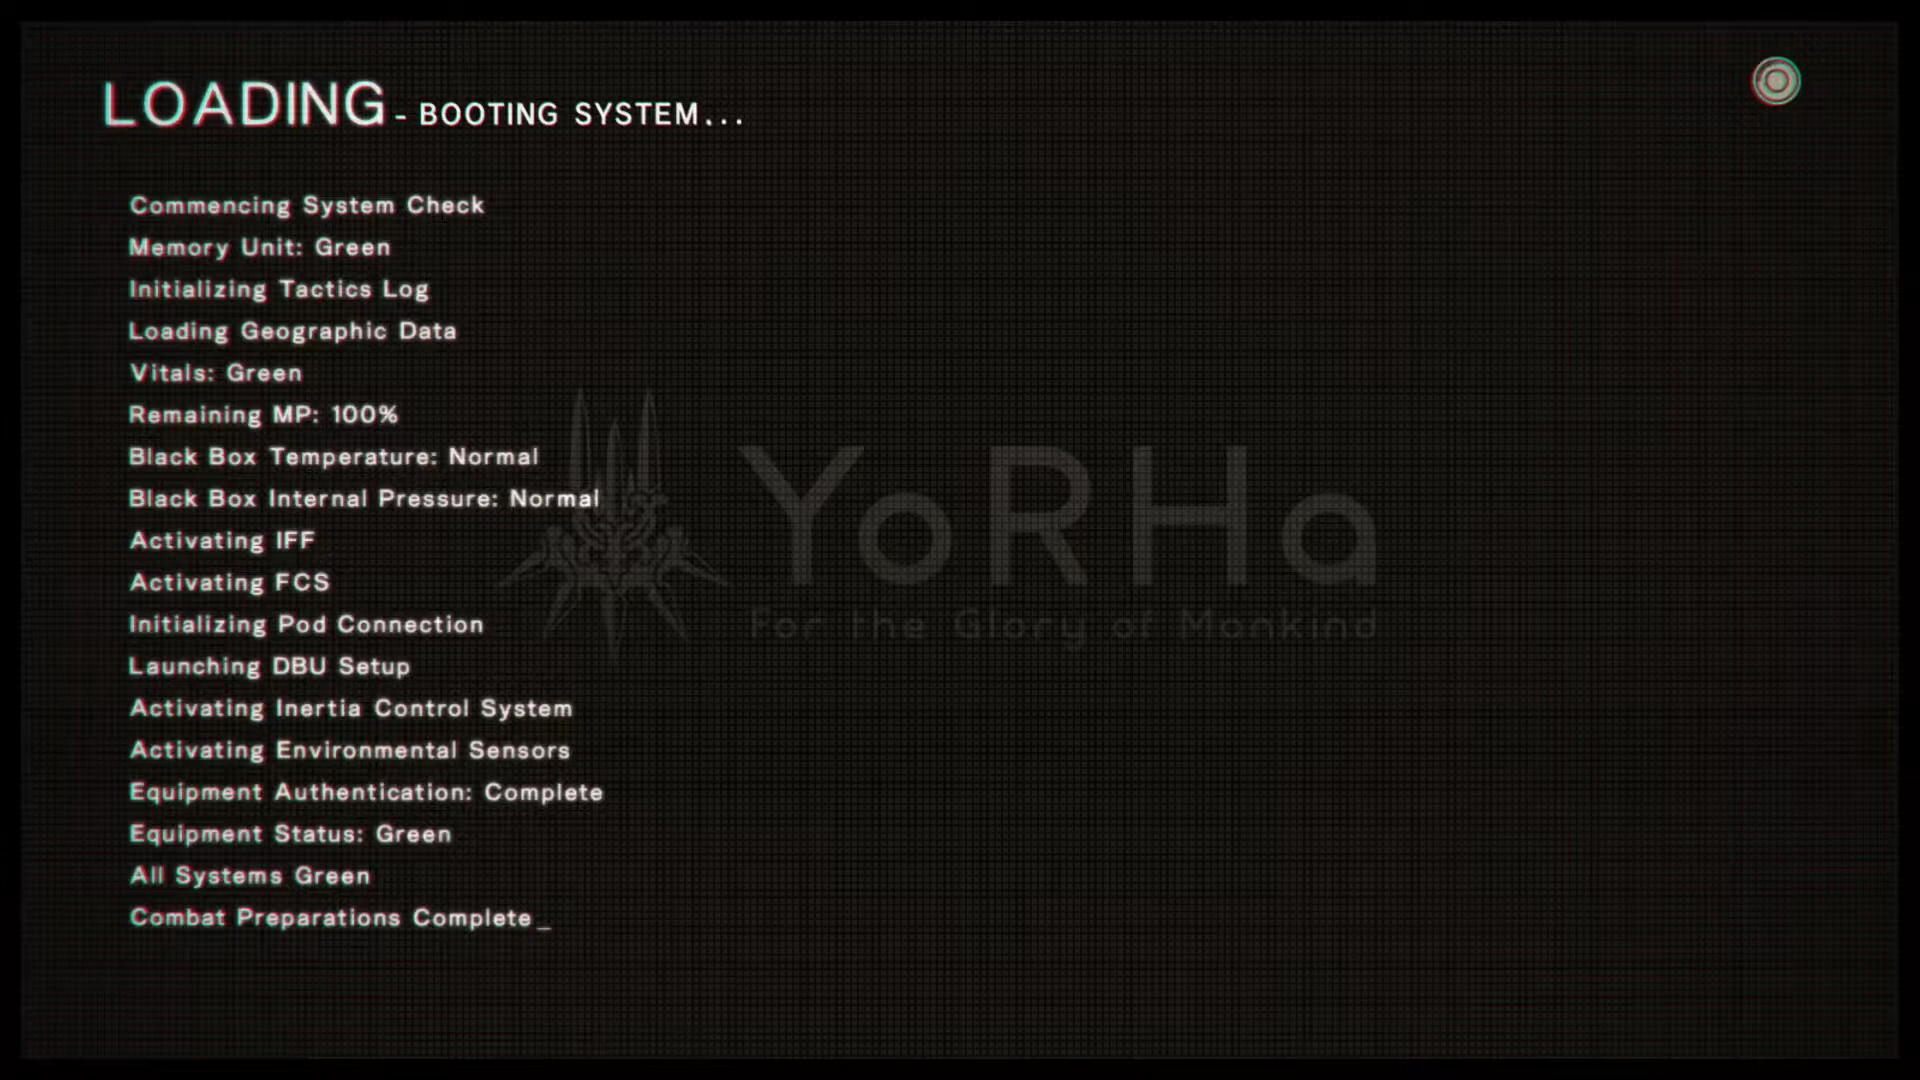 LOADING - BOOTING SYSTEM...
Commencing System Check
Memory Unit: Green
Initializing Tactics Log
Loading Geographic Data
Vitals: Green
Remaining MP: 100%
Black Box Temperature: Normal
Black Box Internal Pressure: Normal
Activating IFF
Activating FCS
Initializing Pod Connection
Launching DBU Setup
Activating Inertia Control System
Activating Environmental Sensors
Equipment Authentication: Complete
Equipment Status: Green
All Systems Green
Combat Preparations Complete_
YoRHa
For the Glory of Mankind